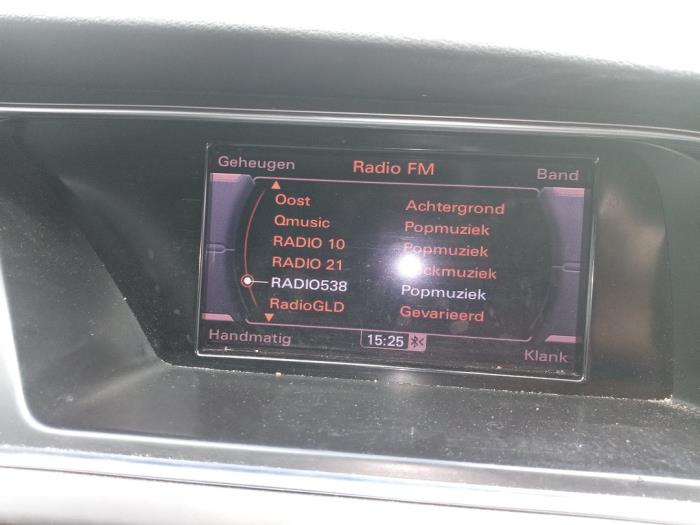 Geheugen Radio FM Band
Oost Achtergrond
Qmusic Popmuziek
RADIO 10 Popmuziek
RADIO 21
RADIO538 Popmuziek
RadioGLD Gevarieerd
Handmatig 15:25 Klank